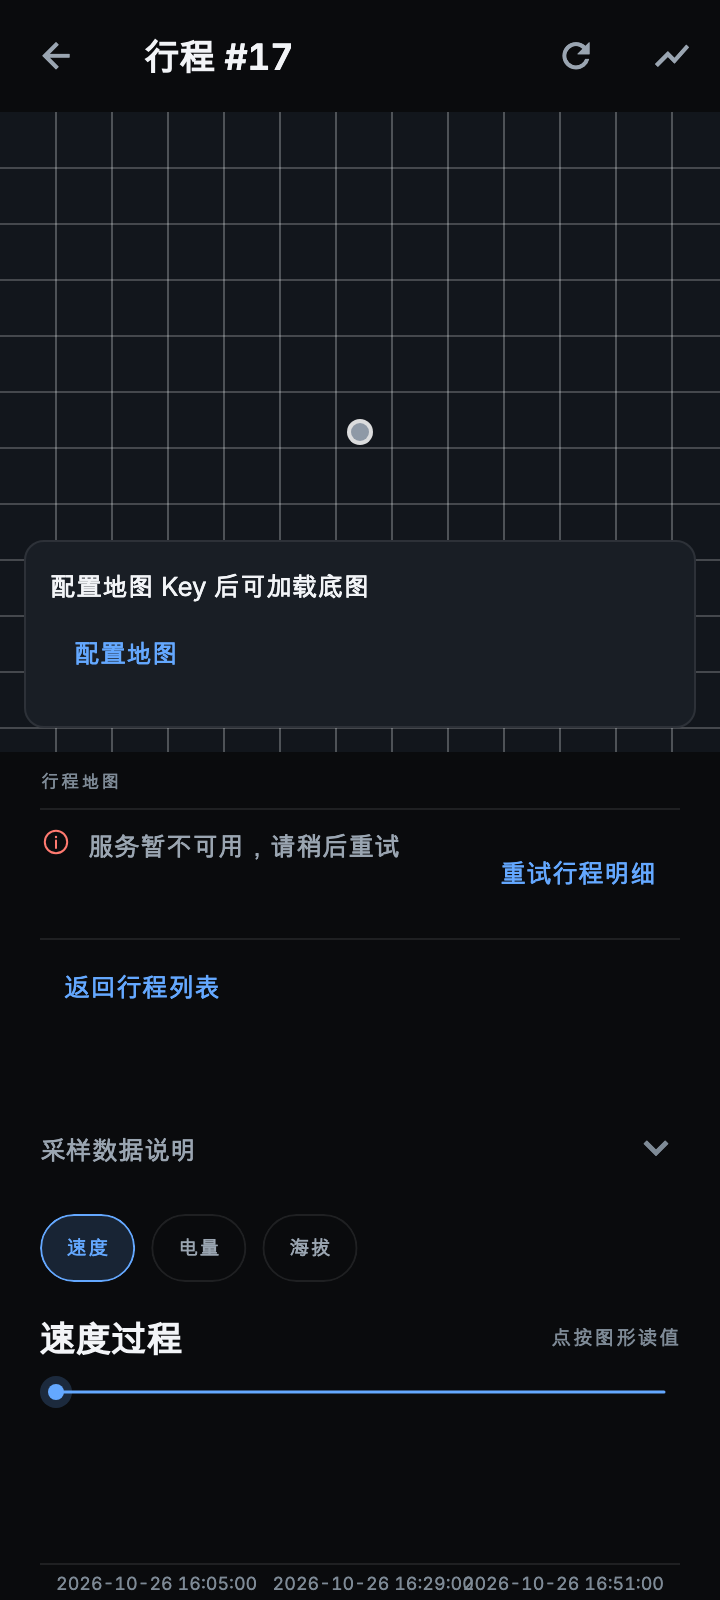 行程 #17
配置地图 Key 后可加载底图
配置地图
行程地图
服务暂不可用，请稍后重试
重试行程明细
返回行程列表
采样数据说明
速度
电量
海拔
速度过程
点按图形读值
2026-10-26 16:05:00
2026-10-26 16:29:00
2026-10-26 16:51:00